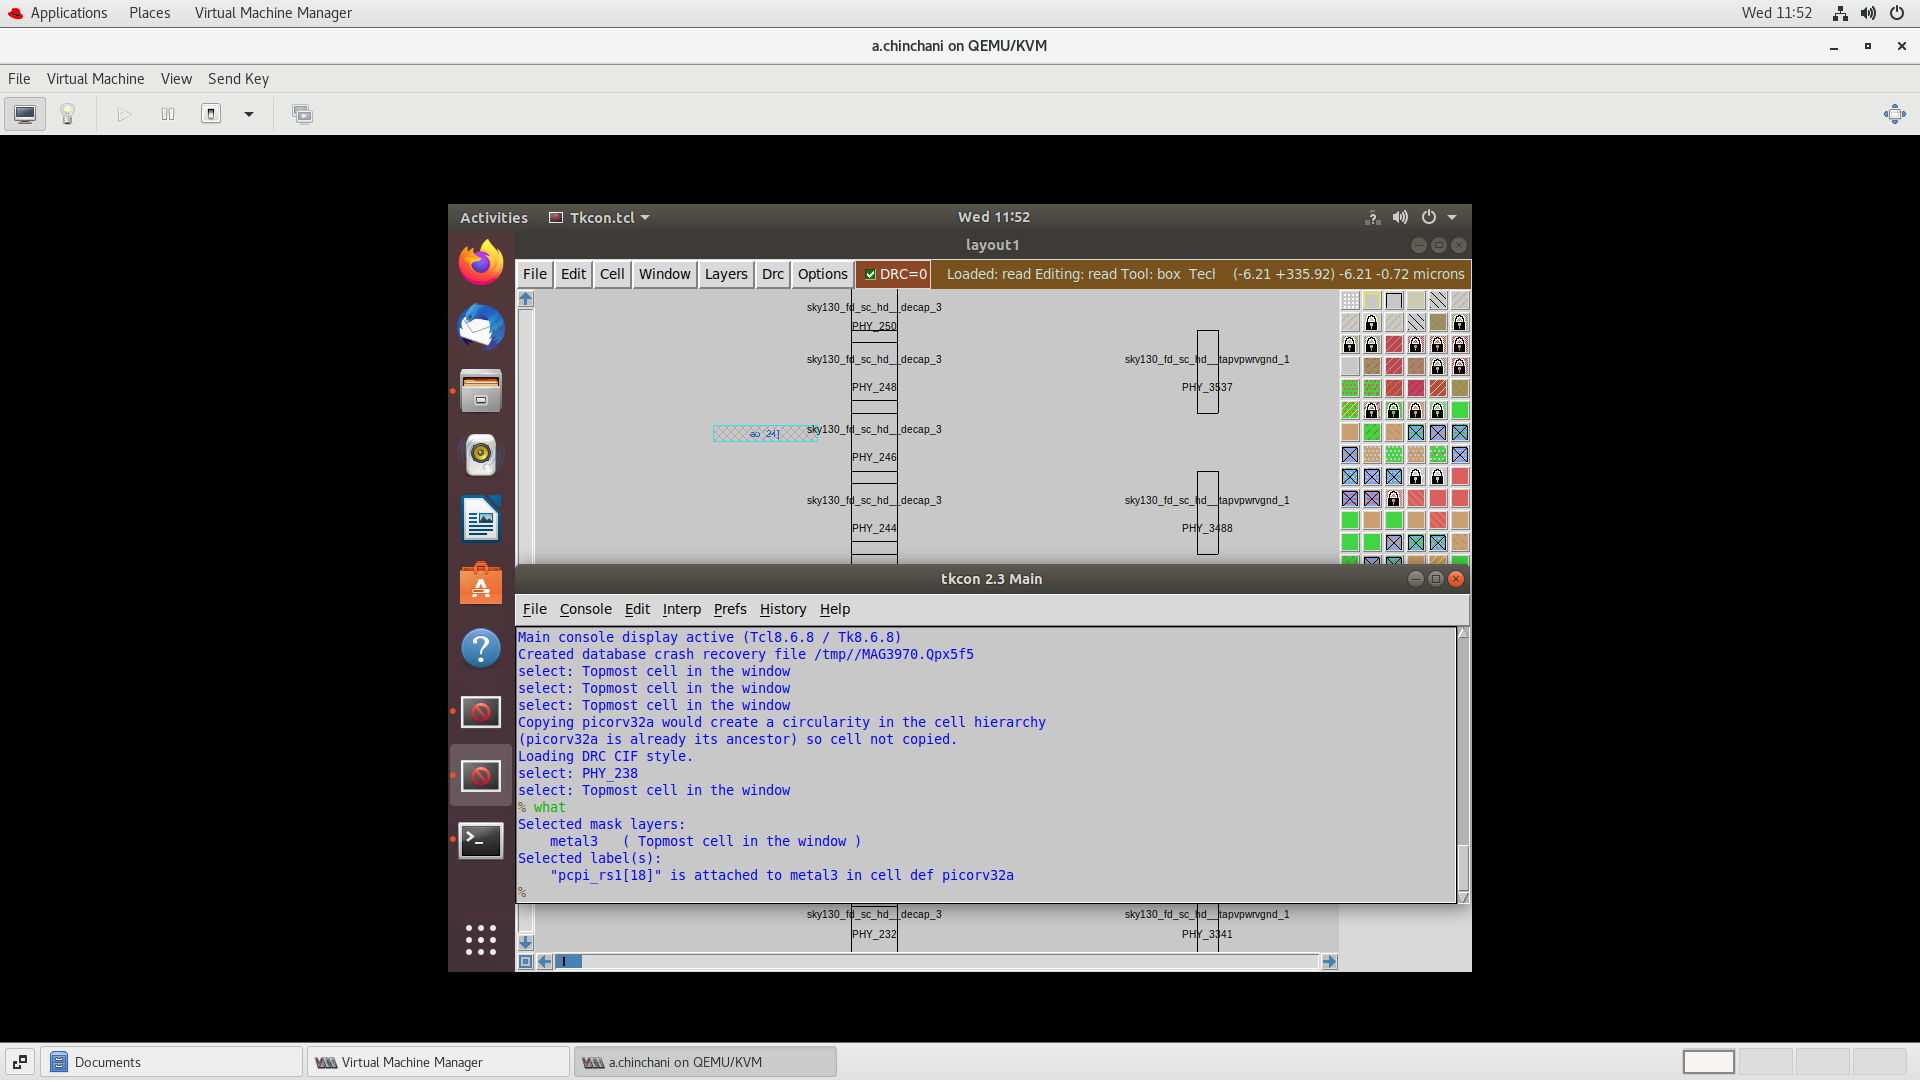 Applications Places Virtual Machine Manager Wed 11:52
a.chinchani on QEMU/KVM
File Virtual Machine View Send Key
Activities Tkcon.tcl Wed 11:52
layout1
File Edit Cell Window Layers Drc Options DRC=0 Loaded: read Editing: read Tool: box Tecl (-6.21 +335.92) -6.21 -0.72 microns
sky130_fd_sc_hd__decap_3
PHY_250
sky130_fd_sc_hd__decap_3 sky130_fd_sc_hd__tapvpwrvgnd_1
PHY_248 PHY_3537
sky130_fd_sc_hd__decap_3
PHY_246
sky130_fd_sc_hd__decap_3 sky130_fd_sc_hd__tapvpwrvgnd_1
PHY_244 PHY_3488
tkcon 2.3 Main
File Console Edit Interp Prefs History Help
Main console display active (Tcl8.6.8 / Tk8.6.8)
Created database crash recovery file /tmp//MAG3970.Qpx5f5
select: Topmost cell in the window
select: Topmost cell in the window
select: Topmost cell in the window
Copying picorv32a would create a circularity in the cell hierarchy
(picorv32a is already its ancestor) so cell not copied.
Loading DRC CIF style.
select: PHY_238
select: Topmost cell in the window
% what
Selected mask layers:
metal3 ( Topmost cell in the window )
Selected label(s):
"pcpi_rs1[18]" is attached to metal3 in cell def picorv32a
%
sky130_fd_sc_hd__decap_3 sky130_fd_sc_hd__tapvpwrvgnd_1
PHY_232 PHY_3341
Documents Virtual Machine Manager a.chinchani on QEMU/KVM